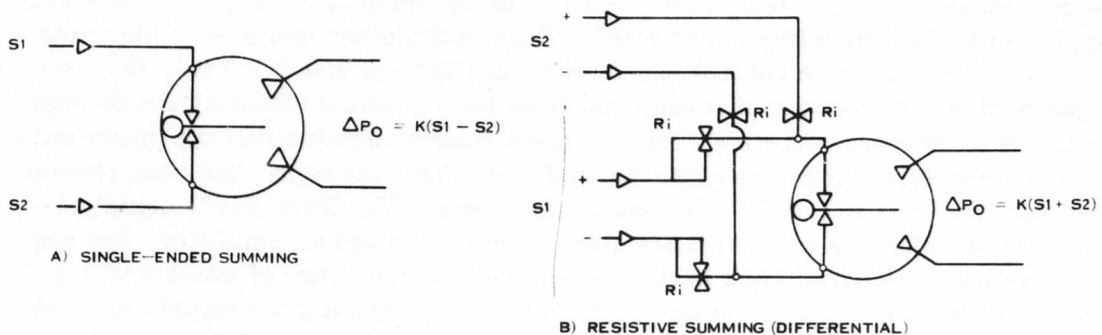 S1
S2
ΔPO = K(S1 − S2)
A) SINGLE–ENDED SUMMING
+
S2
−
Ri
Ri
Ri
+
S1
−
Ri
ΔPO = K(S1 + S2)
B) RESISTIVE SUMMING (DIFFERENTIAL)